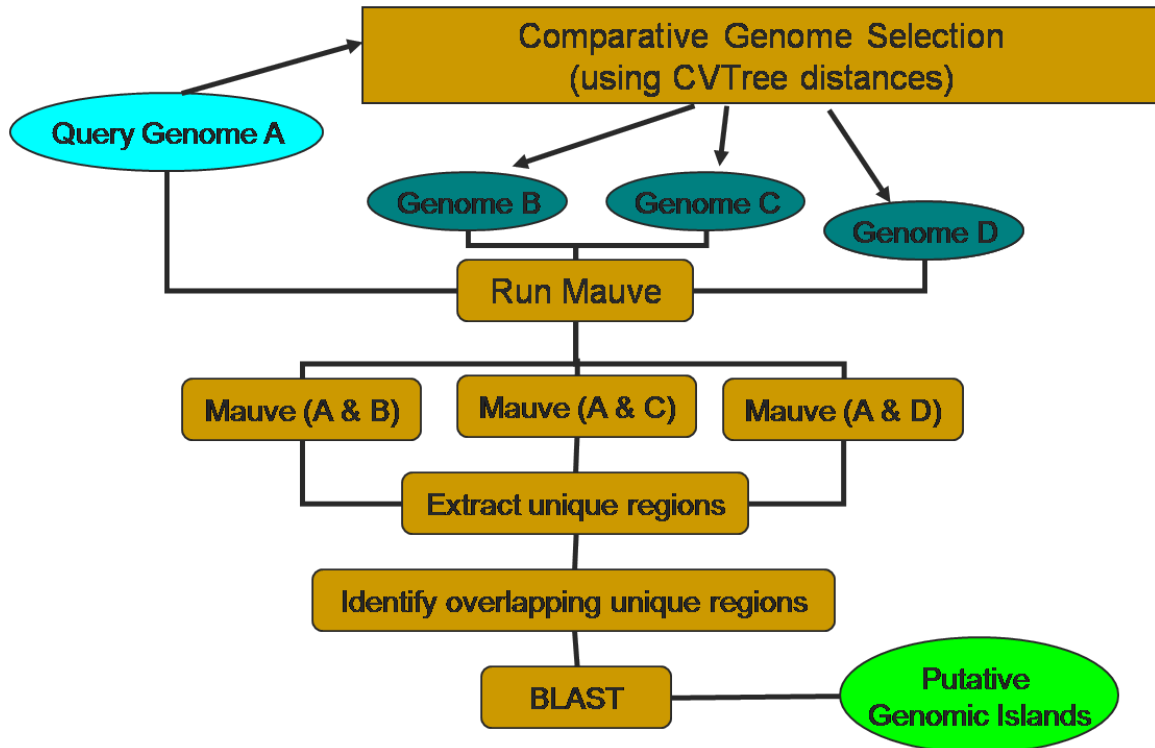 Comparative Genome Selection
(using CVTree distances)
Query Genome A
Genome B
Genome C
Genome D
Run Mauve
Mauve (A & B)
Mauve (A & C)
Mauve (A & D)
Extract unique regions
Identify overlapping unique regions
BLAST
Putative
Genomic Islands